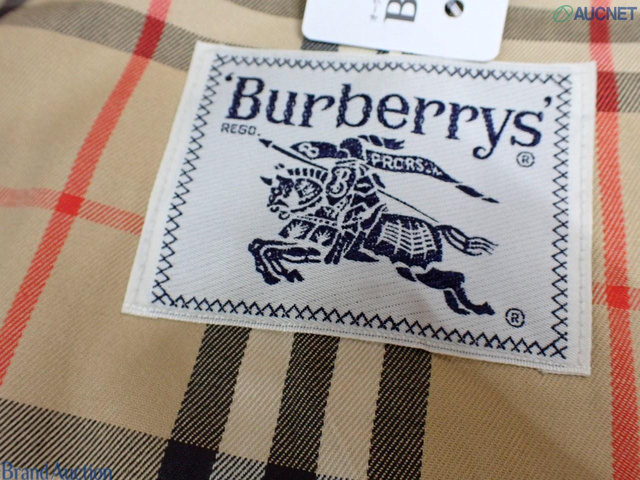 AUCNET
B
'Burberrys'
REGD.
®
PRORSUM
®
Brand Auction